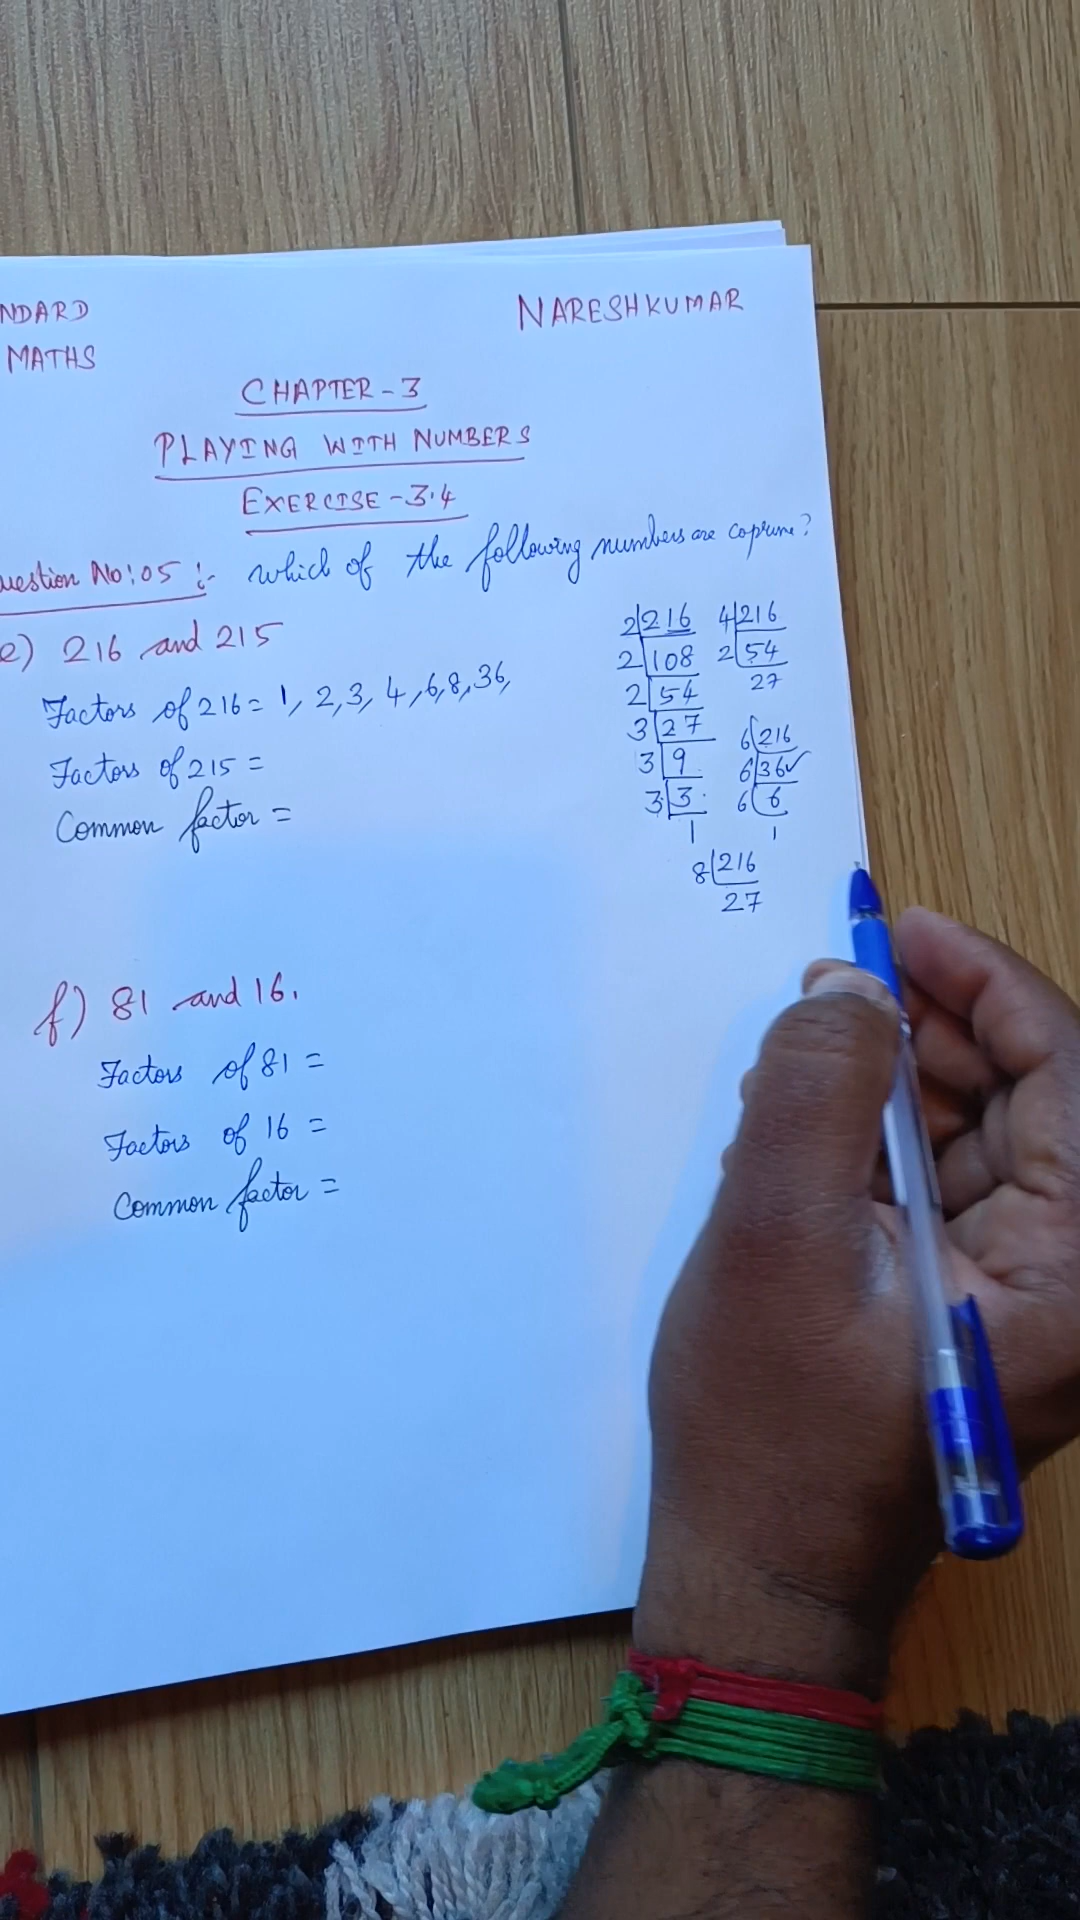 NDARD
NARESHKUMAR
MATHS
CHAPTER-3
PLAYING WITH NUMBERS
EXERCISE-3.4
uestion No:05 :- which of the following numbers are coprime?
e) 216 and 215
Factors of 216 = 1, 2, 3, 4, 6, 8, 36,
Factors of 215 =
Common factor =
2|216
2|108
2|54
3|27
3|9
3|3
1
4|216
2|54
27
6|216
6|36✓
6|6
1
8|216
27
f) 81 and 16.
Factors of 81 =
Factors of 16 =
Common factor =